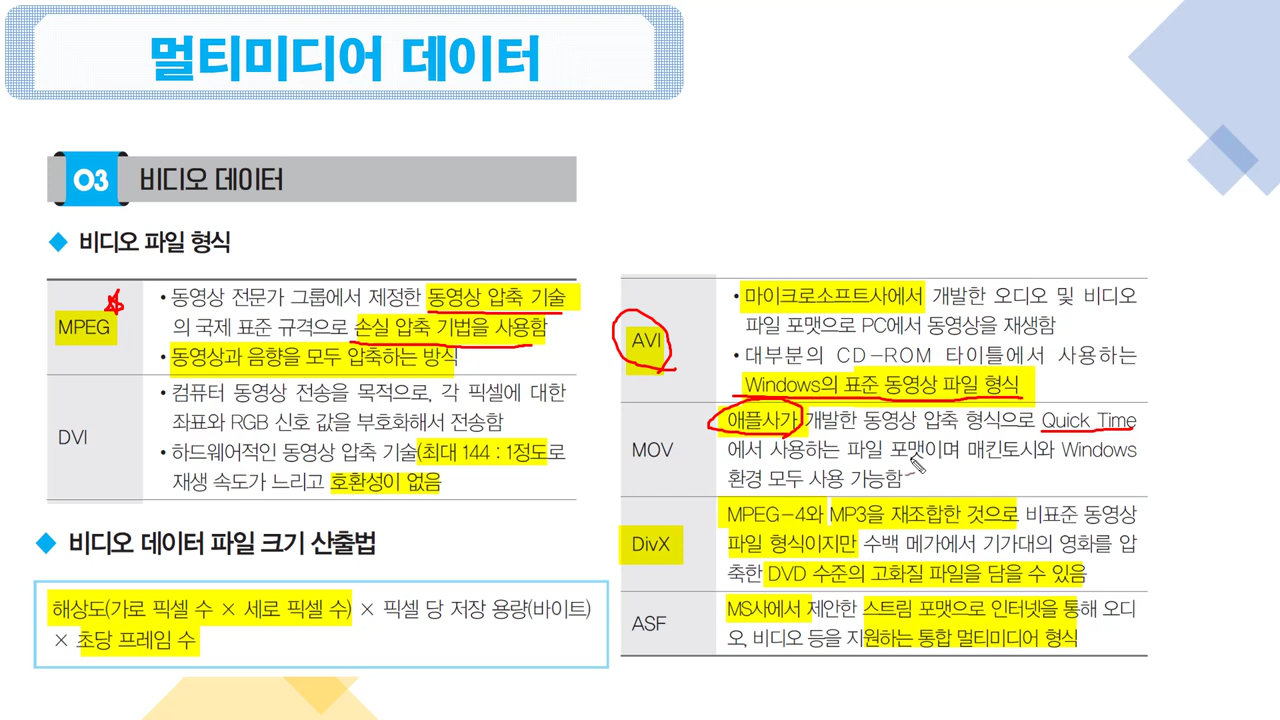 멀티미디어 데이터
03 비디오 데이터
◆ 비디오 파일 형식
MPEG
• 동영상 전문가 그룹에서 제정한 동영상 압축 기술
의 국제 표준 규격으로 손실 압축 기법을 사용함
• 동영상과 음향을 모두 압축하는 방식
DVI
• 컴퓨터 동영상 전송을 목적으로, 각 픽셀에 대한
좌표와 RGB 신호 값을 부호화해서 전송함
• 하드웨어적인 동영상 압축 기술(최대 144 : 1정도)로
재생 속도가 느리고 호환성이 없음
◆ 비디오 데이터 파일 크기 산출법
해상도(가로 픽셀 수 × 세로 픽셀 수) × 픽셀 당 저장 용량(바이트)
× 초당 프레임 수
AVI
• 마이크로소프트사에서 개발한 오디오 및 비디오
파일 포맷으로 PC에서 동영상을 재생함
• 대부분의 CD-ROM 타이틀에서 사용하는
Windows의 표준 동영상 파일 형식
MOV
애플사가 개발한 동영상 압축 형식으로 Quick Time
에서 사용하는 파일 포맷이며 매킨토시와 Windows
환경 모두 사용 가능함
DivX
MPEG-4와 MP3을 재조합한 것으로 비표준 동영상
파일 형식이지만 수백 메가에서 기가대의 영화를 압
축한 DVD 수준의 고화질 파일을 담을 수 있음
ASF
MS사에서 제안한 스트림 포맷으로 인터넷을 통해 오디
오, 비디오 등을 지원하는 통합 멀티미디어 형식